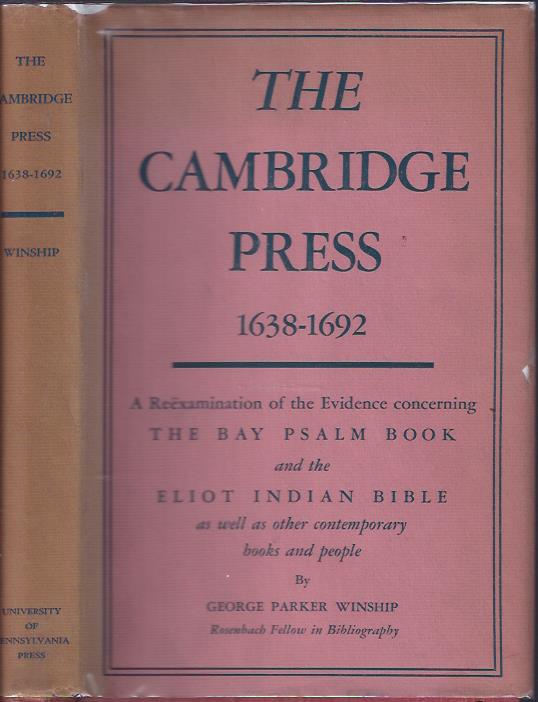 THE
AMBRIDGE
PRESS
1638-1692
WINSHIP
UNIVERSITY
OF
ENNSYLVANIA
PRESS
THE
CAMBRIDGE
PRESS
1638-1692
A Reëxamination of the Evidence concerning
THE BAY PSALM BOOK
and the
ELIOT INDIAN BIBLE
as well as other contemporary
books and people
By
GEORGE PARKER WINSHIP
Rosenbach Fellow in Bibliography